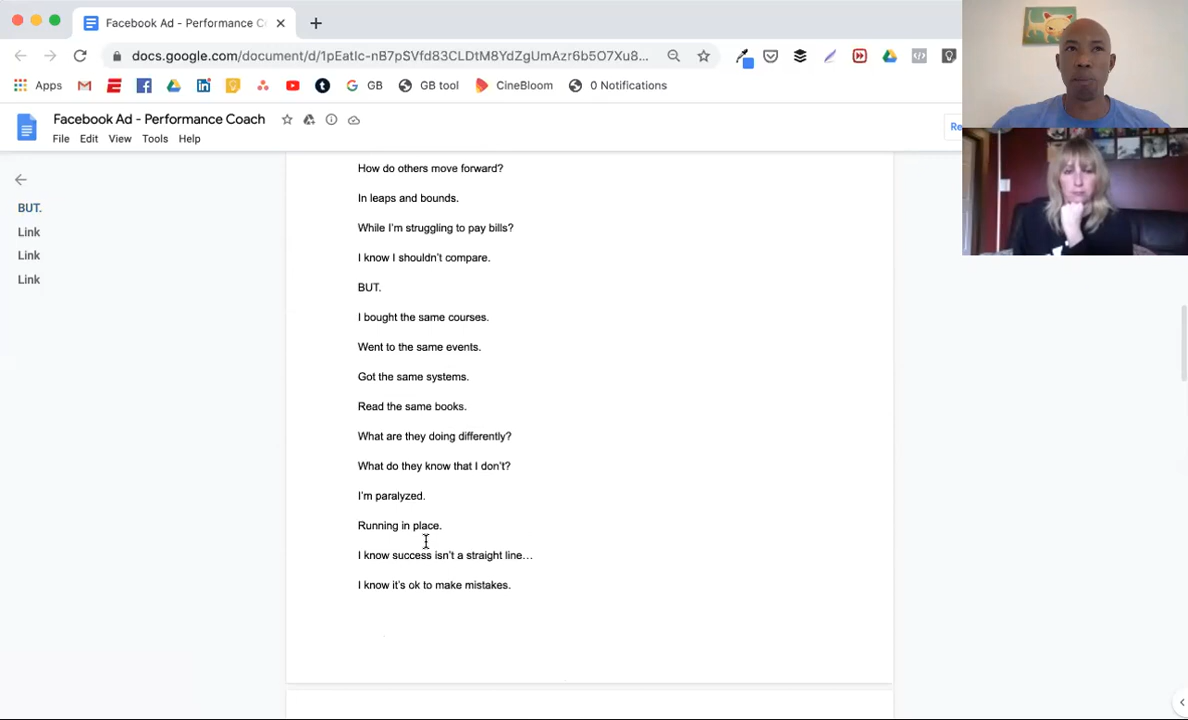 Facebook Ad - Performance C
docs.google.com/document/d/1pEatIc-nB7pSVfd83CLDtM8YdZgUmAzr6b5O7Xu8...
Apps
GB
GB tool
CineBloom
0 Notifications
Facebook Ad - Performance Coach
File Edit View Tools Help
Re
BUT.
Link
Link
Link
How do others move forward?
In leaps and bounds.
While I'm struggling to pay bills?
I know I shouldn't compare.
BUT.
I bought the same courses.
Went to the same events.
Got the same systems.
Read the same books.
What are they doing differently?
What do they know that I don't?
I'm paralyzed.
Running in place.
I know success isn't a straight line…
I know it's ok to make mistakes.